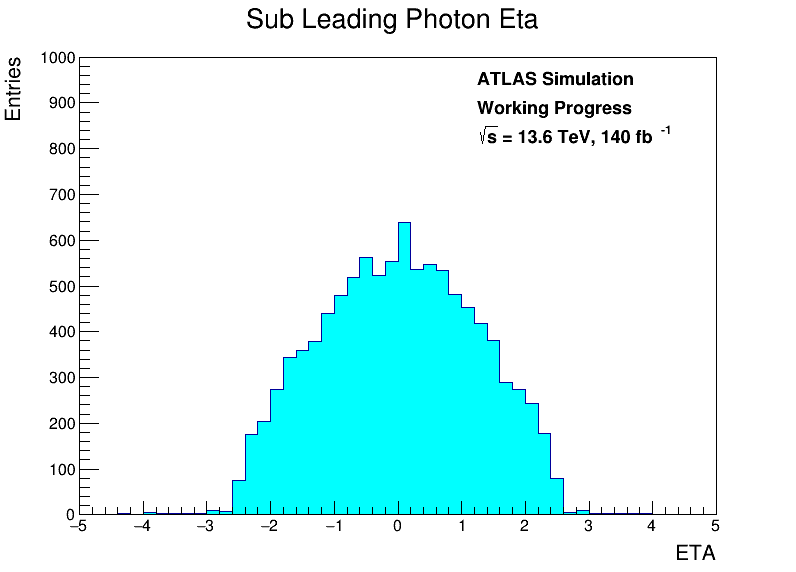 Sub Leading Photon Eta
Entries
ATLAS Simulation
Working Progress
√s = 13.6 TeV, 140 fb -1
1000
900
800
700
600
500
400
300
200
100
0
−5 −4 −3 −2 −1 0 1 2 3 4 5
ETA